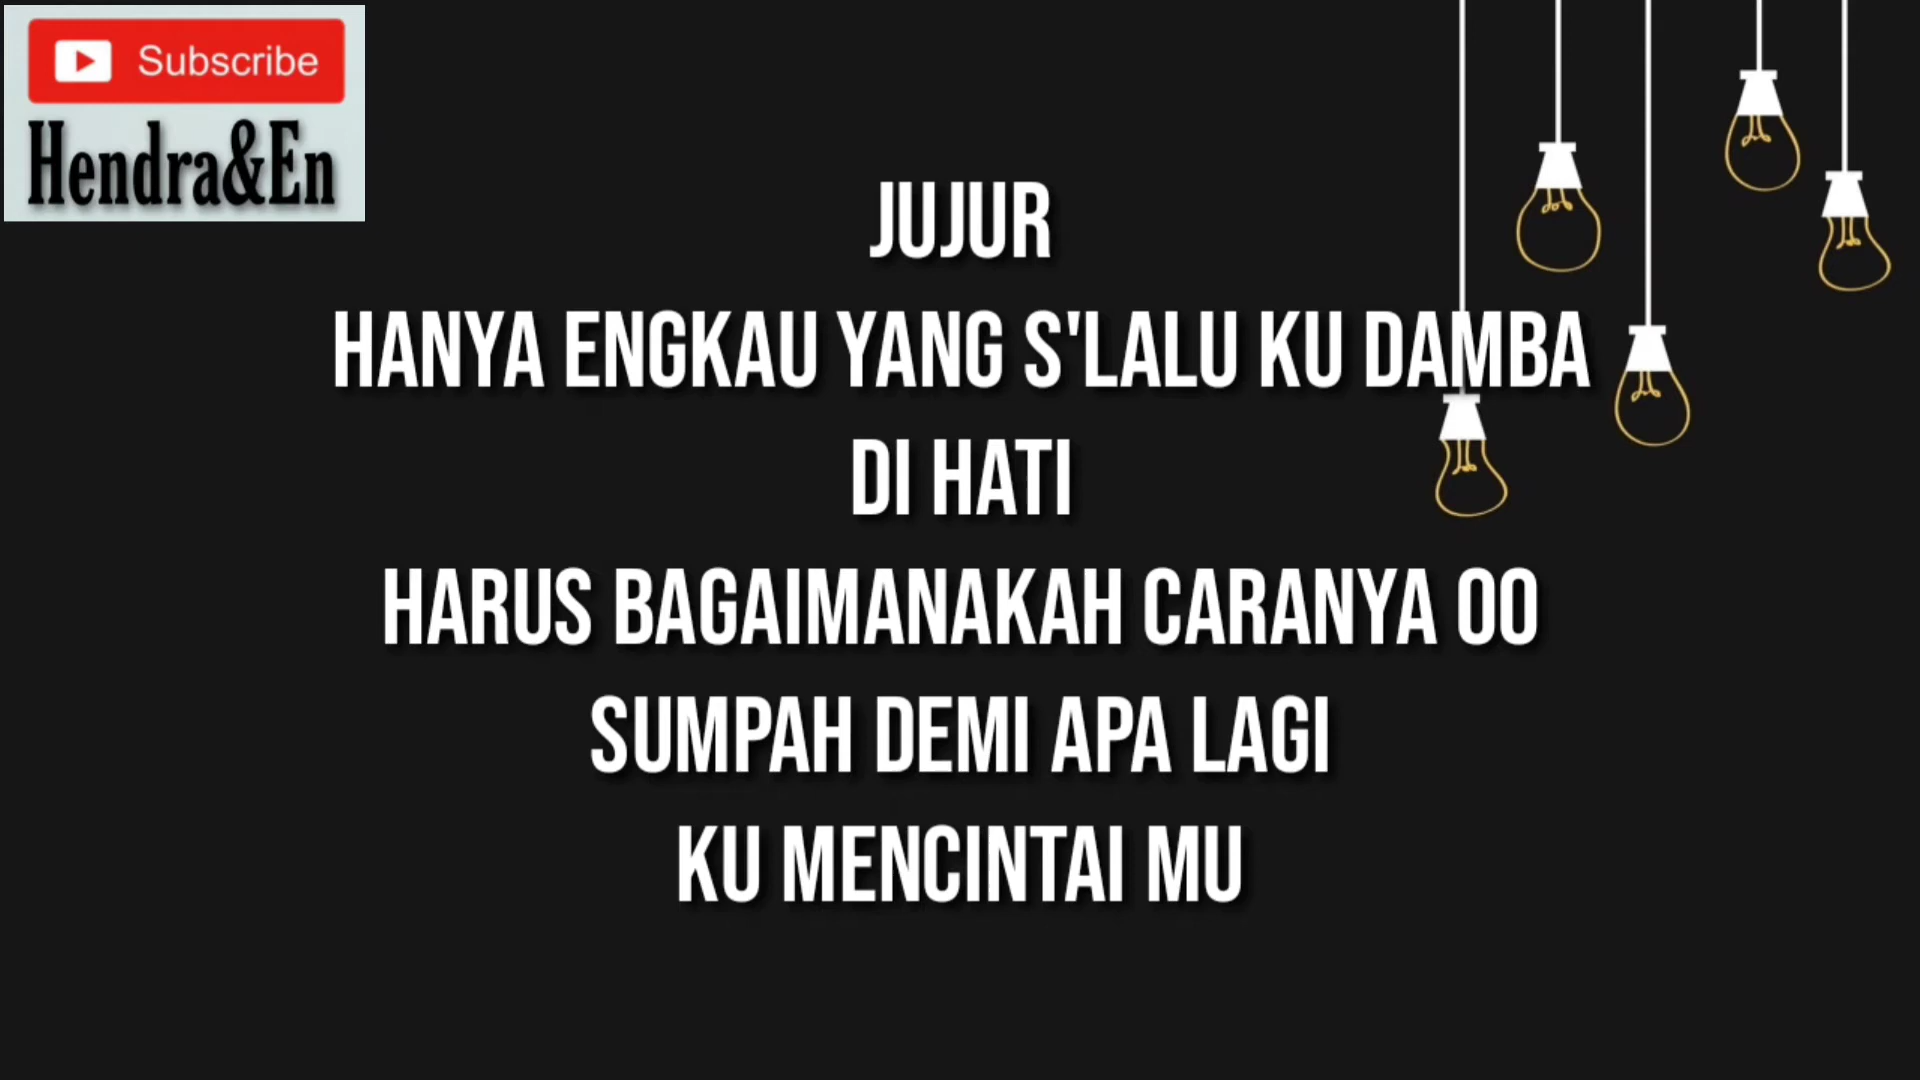 Subscribe
Hendra&En
JUJUR
HANYA ENGKAU YANG S'LALU KU DAMBA
DI HATI
HARUS BAGAIMANAKAH CARANYA OO
SUMPAH DEMI APA LAGI
KU MENCINTAI MU